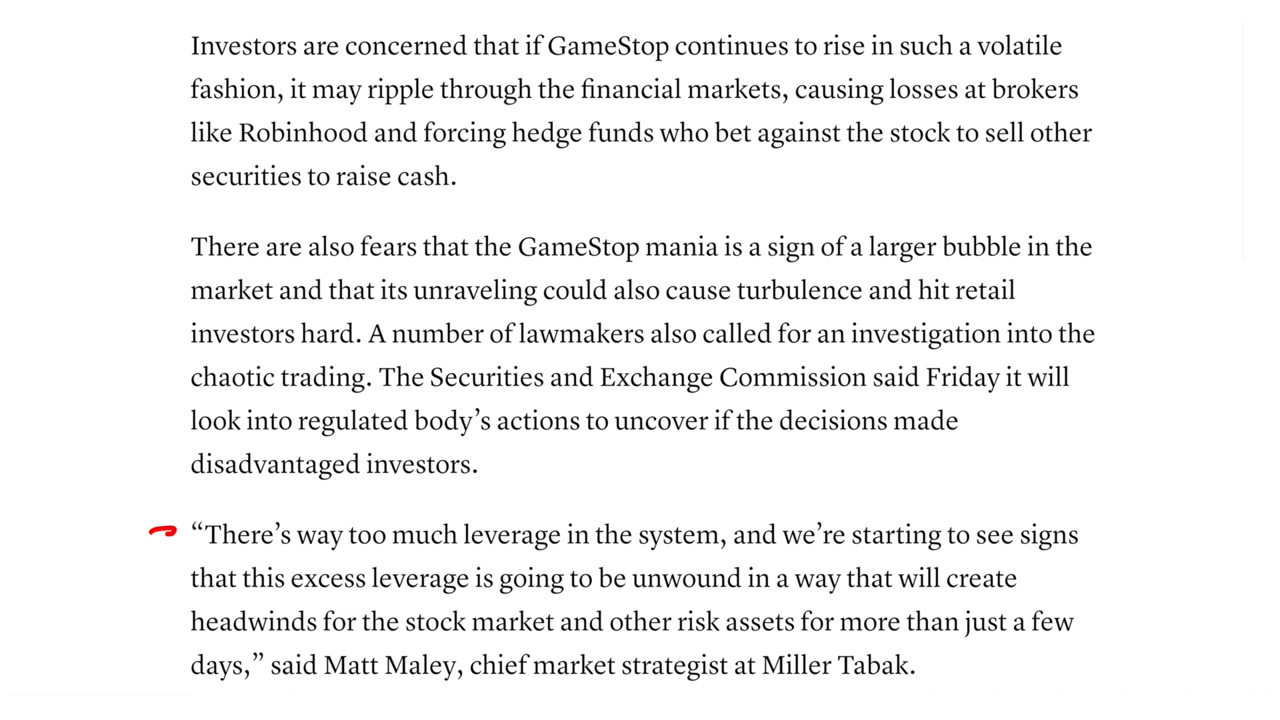 Investors are concerned that if GameStop continues to rise in such a volatile
fashion, it may ripple through the financial markets, causing losses at brokers
like Robinhood and forcing hedge funds who bet against the stock to sell other
securities to raise cash.
There are also fears that the GameStop mania is a sign of a larger bubble in the
market and that its unraveling could also cause turbulence and hit retail
investors hard. A number of lawmakers also called for an investigation into the
chaotic trading. The Securities and Exchange Commission said Friday it will
look into regulated body’s actions to uncover if the decisions made
disadvantaged investors.
“There’s way too much leverage in the system, and we’re starting to see signs
that this excess leverage is going to be unwound in a way that will create
headwinds for the stock market and other risk assets for more than just a few
days,” said Matt Maley, chief market strategist at Miller Tabak.